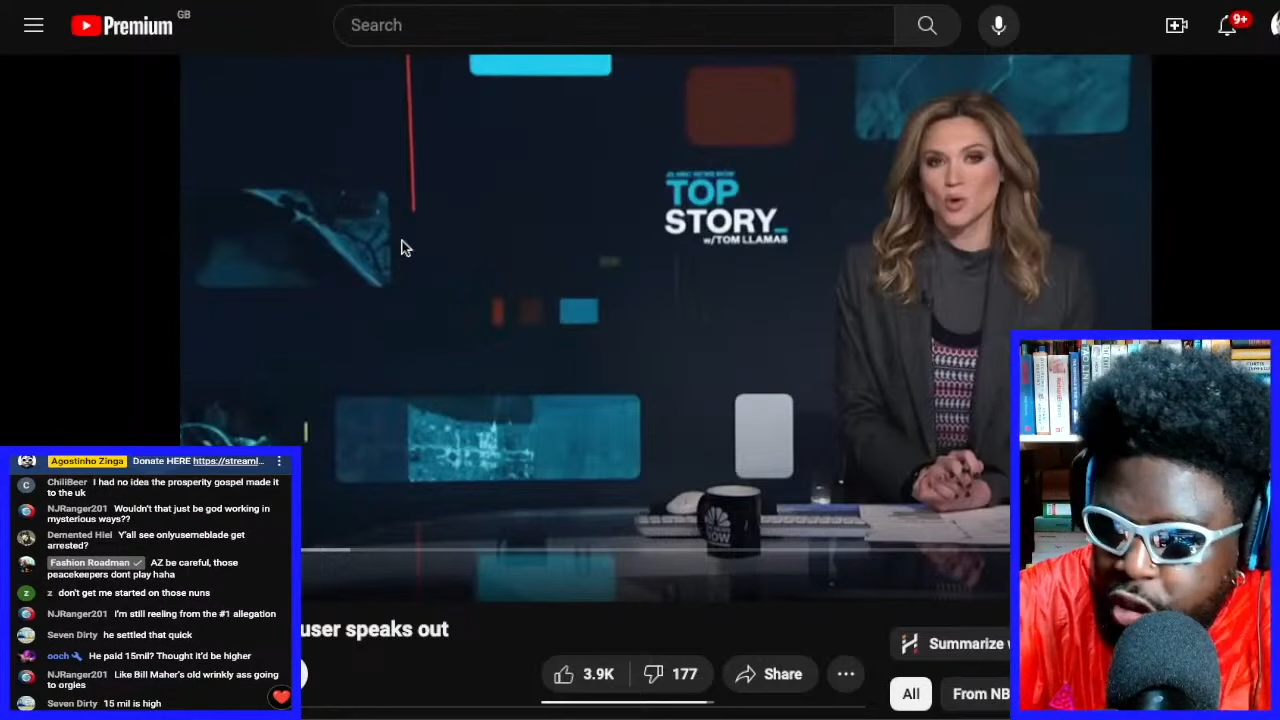 Premium GB
Search
9+
NBC NEWS NOW
TOP
STORY_
w/TOM LLAMAS
NOW
Agostinho Zinga Donate HERE https://streaml...
C ChiliBeer I had no idea the prosperity gospel made it
to the uk
NJRanger201 Wouldn't that just be god working in
mysterious ways??
Demented Hiel Y'all see onlyusemeblade get
arrested?
Fashion Roadman AZ be careful, those
peacekeepers dont play haha
z z don't get me started on those nuns
NJRanger201 I'm still reeling from the #1 allegation
Seven Dirty he settled that quick
ooch He paid 15mil? Thought it'd be higher
NJRanger201 Like Bill Maher's old wrinkly ass going
to orgies
Seven Dirty 15 mil is high
user speaks out
Summarize
3.9K
177
Share
All
From NB